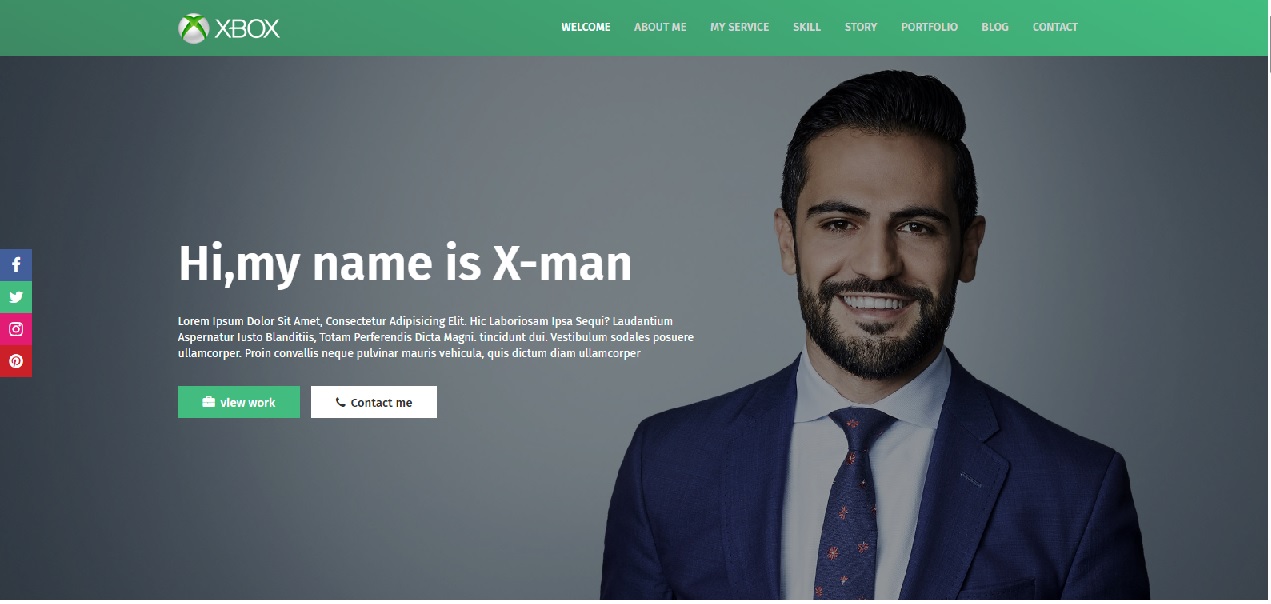 XBOX
WELCOME ABOUT ME MY SERVICE SKILL STORY PORTFOLIO BLOG CONTACT
Hi,my name is X-man
Lorem Ipsum Dolor Sit Amet, Consectetur Adipisicing Elit. Hic Laboriosam Ipsa Sequi? Laudantium
Aspernatur Iusto Blanditiis, Totam Perferendis Dicta Magni. tincidunt dui. Vestibulum sodales posuere
ullamcorper. Proin convallis neque pulvinar mauris vehicula, quis dictum diam ullamcorper
view work Contact me